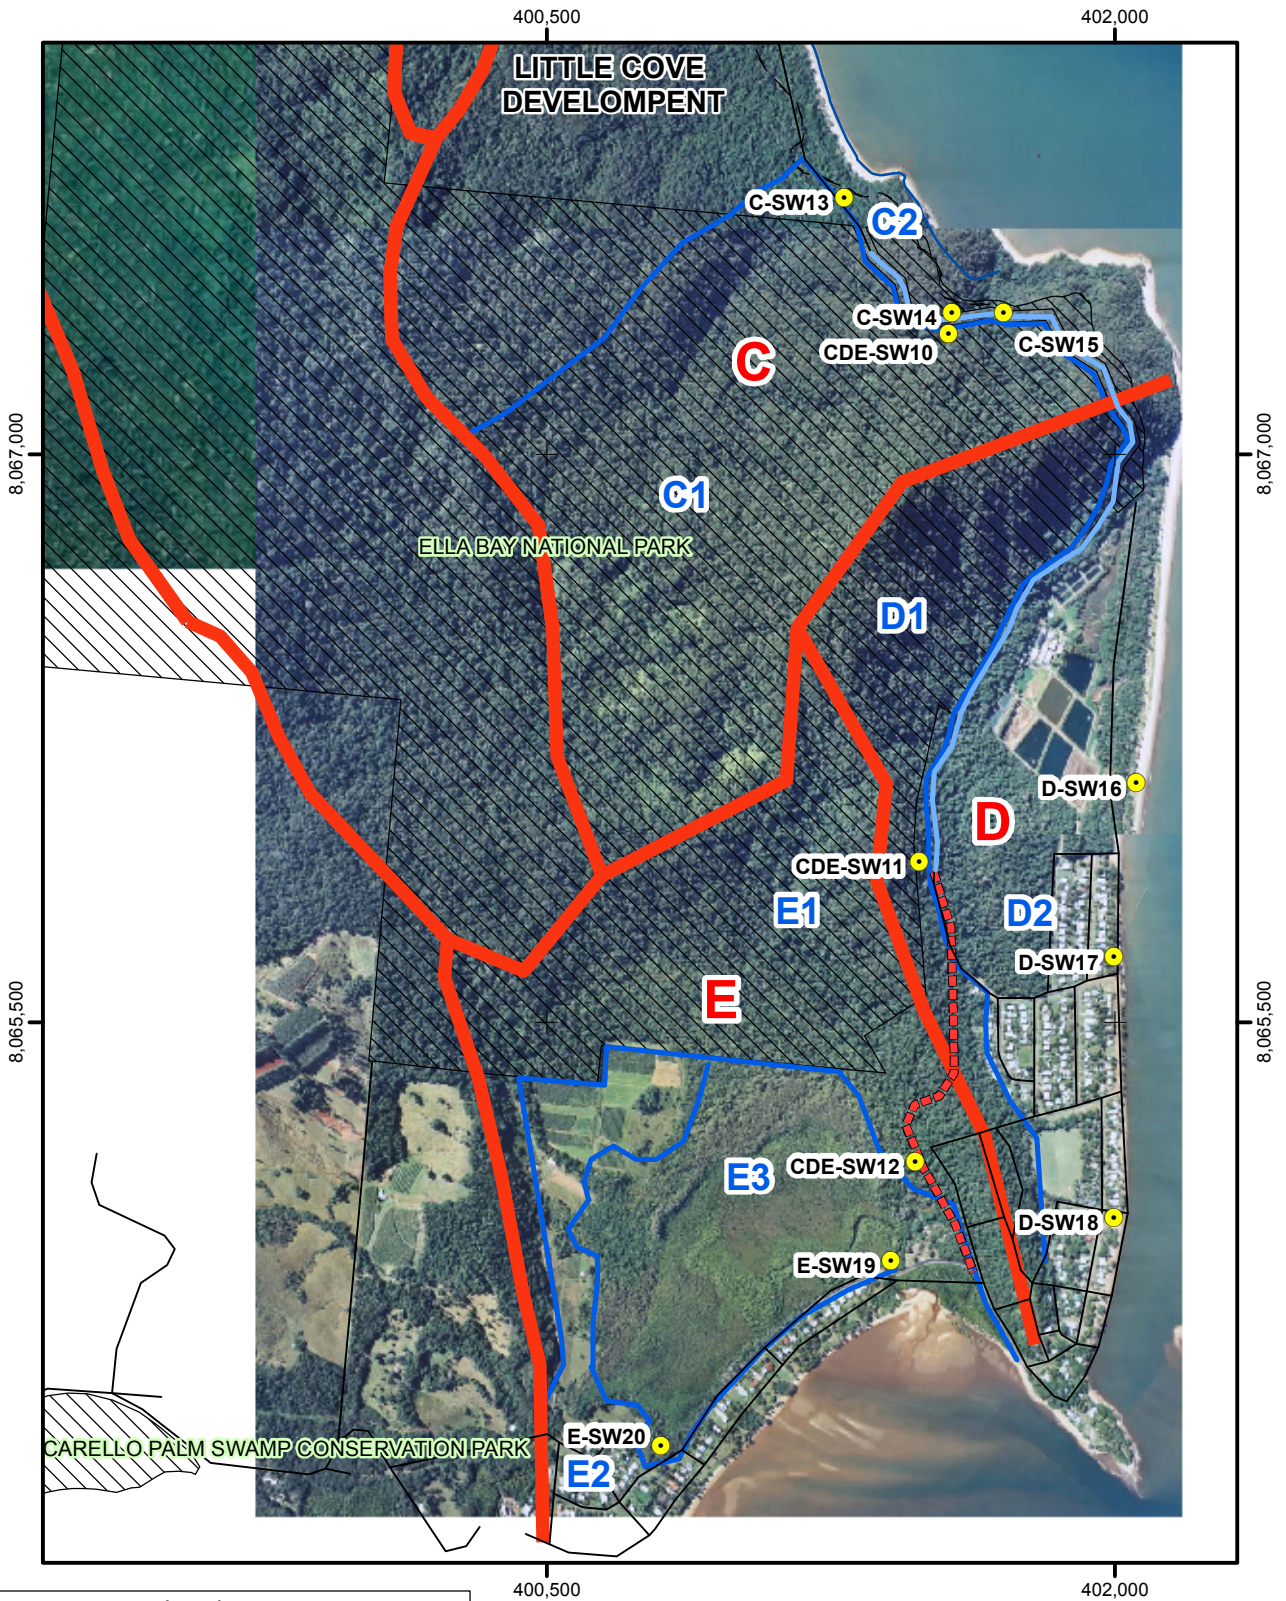 400,500
402,000
LITTLE COVE
DEVELOMPENT
C-SW13
C2
C-SW14
C-SW15
CDE-SW10
C
8,067,000
8,067,000
C1
ELLA BAY NATIONAL PARK
D1
D-SW16
D
CDE-SW11
E1
D2
D-SW17
E
8,065,500
8,065,500
CDE-SW12
E3
D-SW18
E-SW19
E-SW20
CARELLO PALM SWAMP CONSERVATION PARK
E2
400,500
402,000